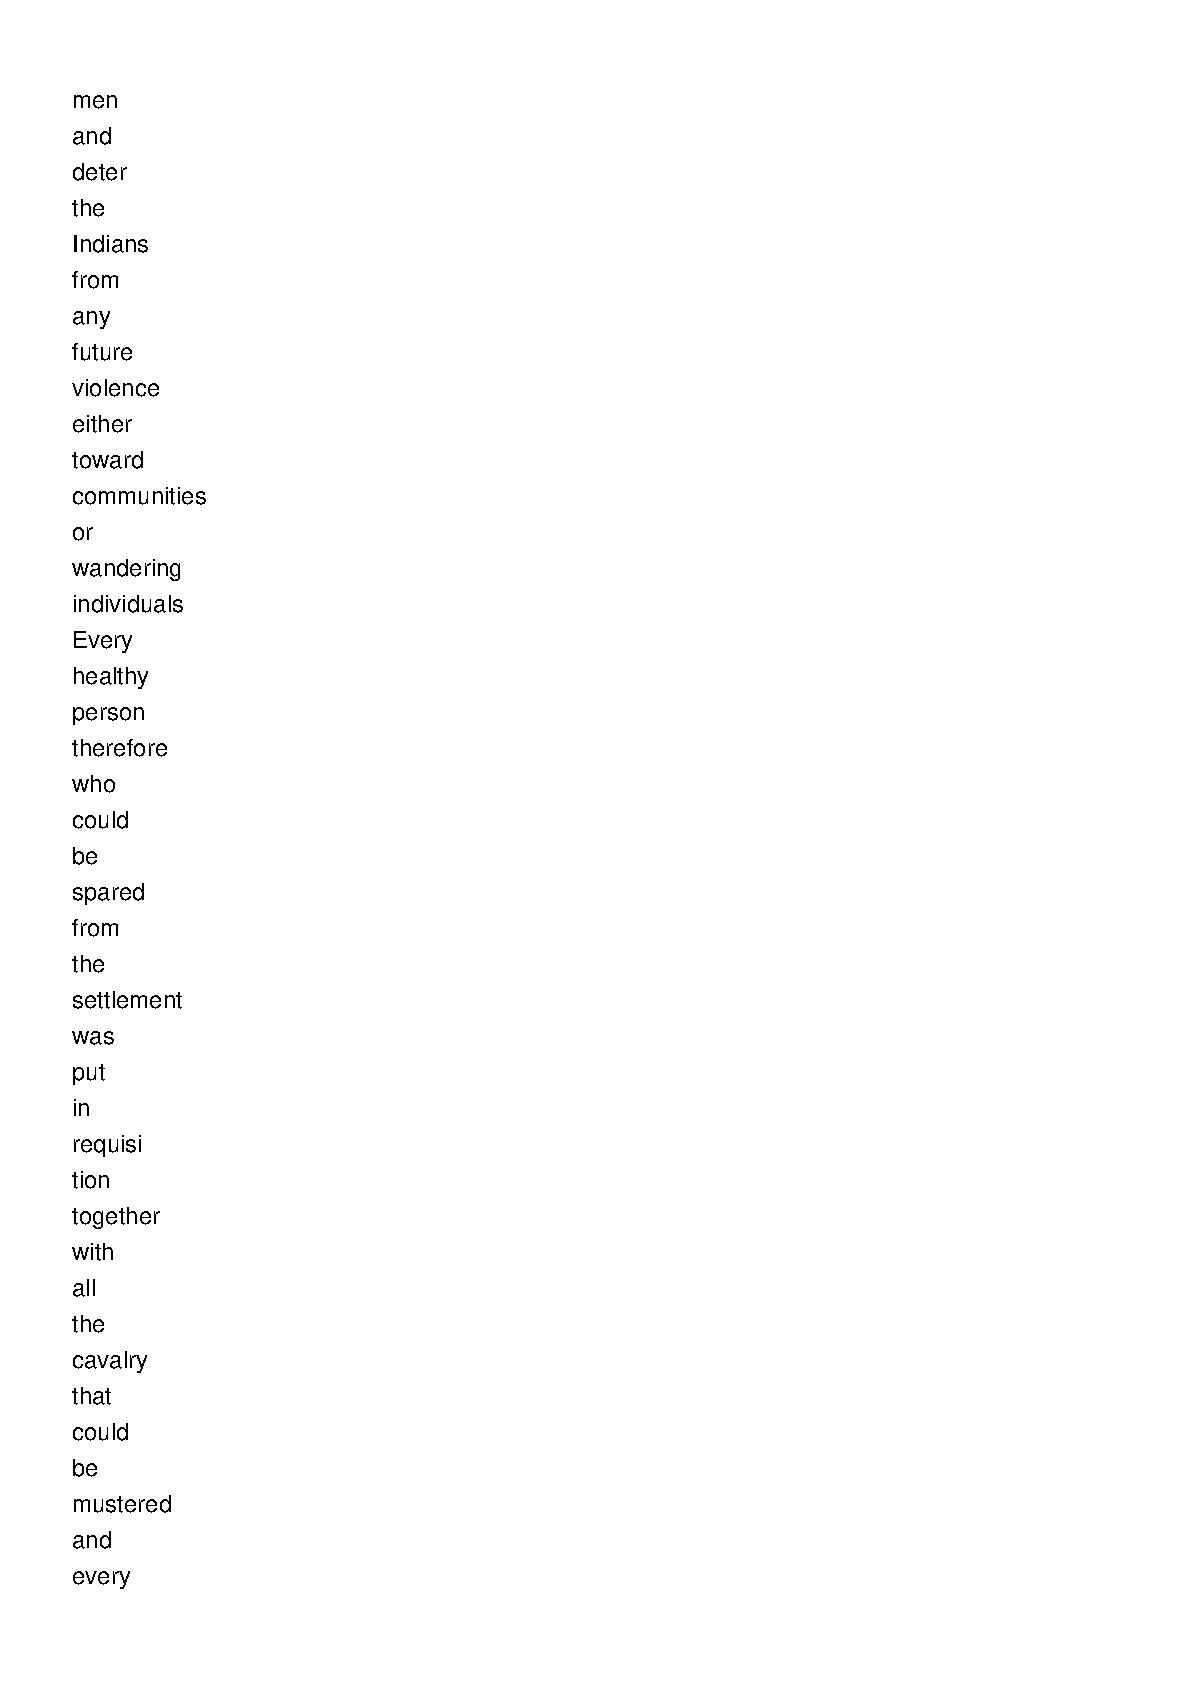 men
and
deter
the
Indians
from
any
future
violence
either
toward
communities
or
wandering
individuals
Every
healthy
person
therefore
who
could
be
spared
from
the
settlement
was
put
in
requisi
tion
together
with
all
the
cavalry
that
could
be
mustered
and
every